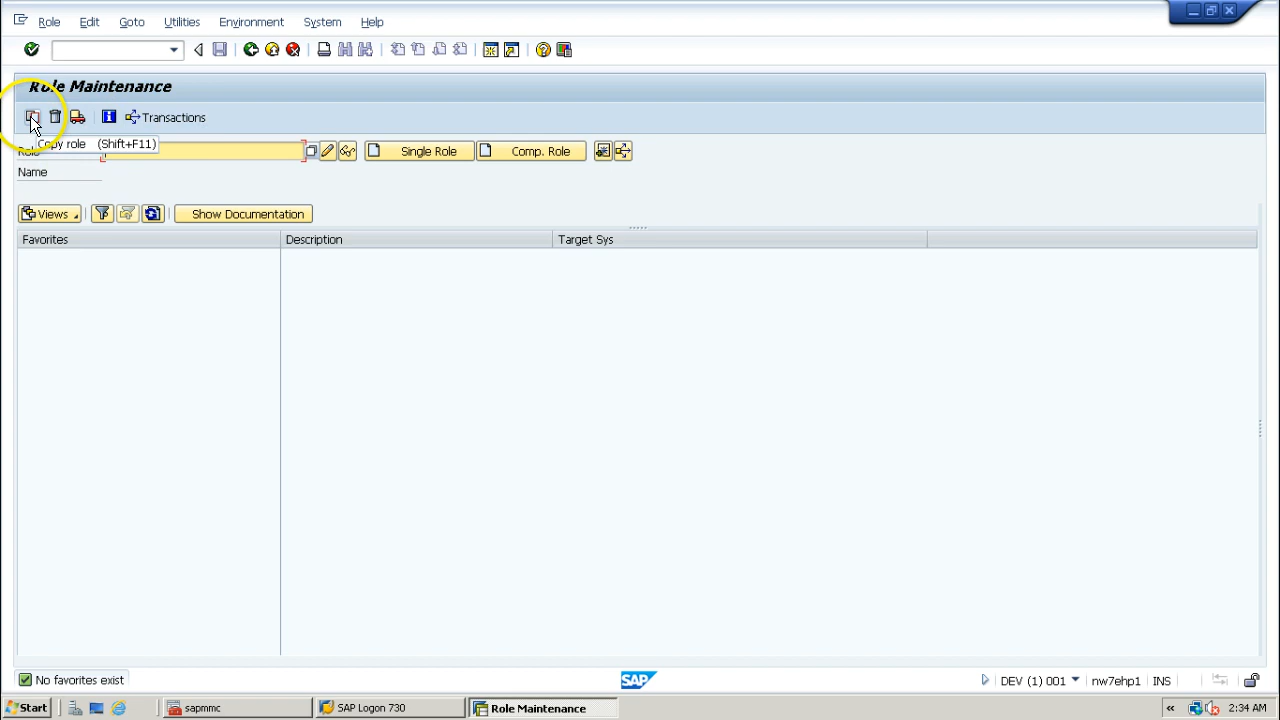 Role Edit Goto Utilities Environment System Help
Role Maintenance
Transactions
Copy role (Shift+F11)
Role Single Role Comp. Role
Name
Views Show Documentation
Favorites Description Target Sys
No favorites exist SAP DEV (1) 001 nw7ehp1 INS
Start sapmmc SAP Logon 730 Role Maintenance « 2:34 AM